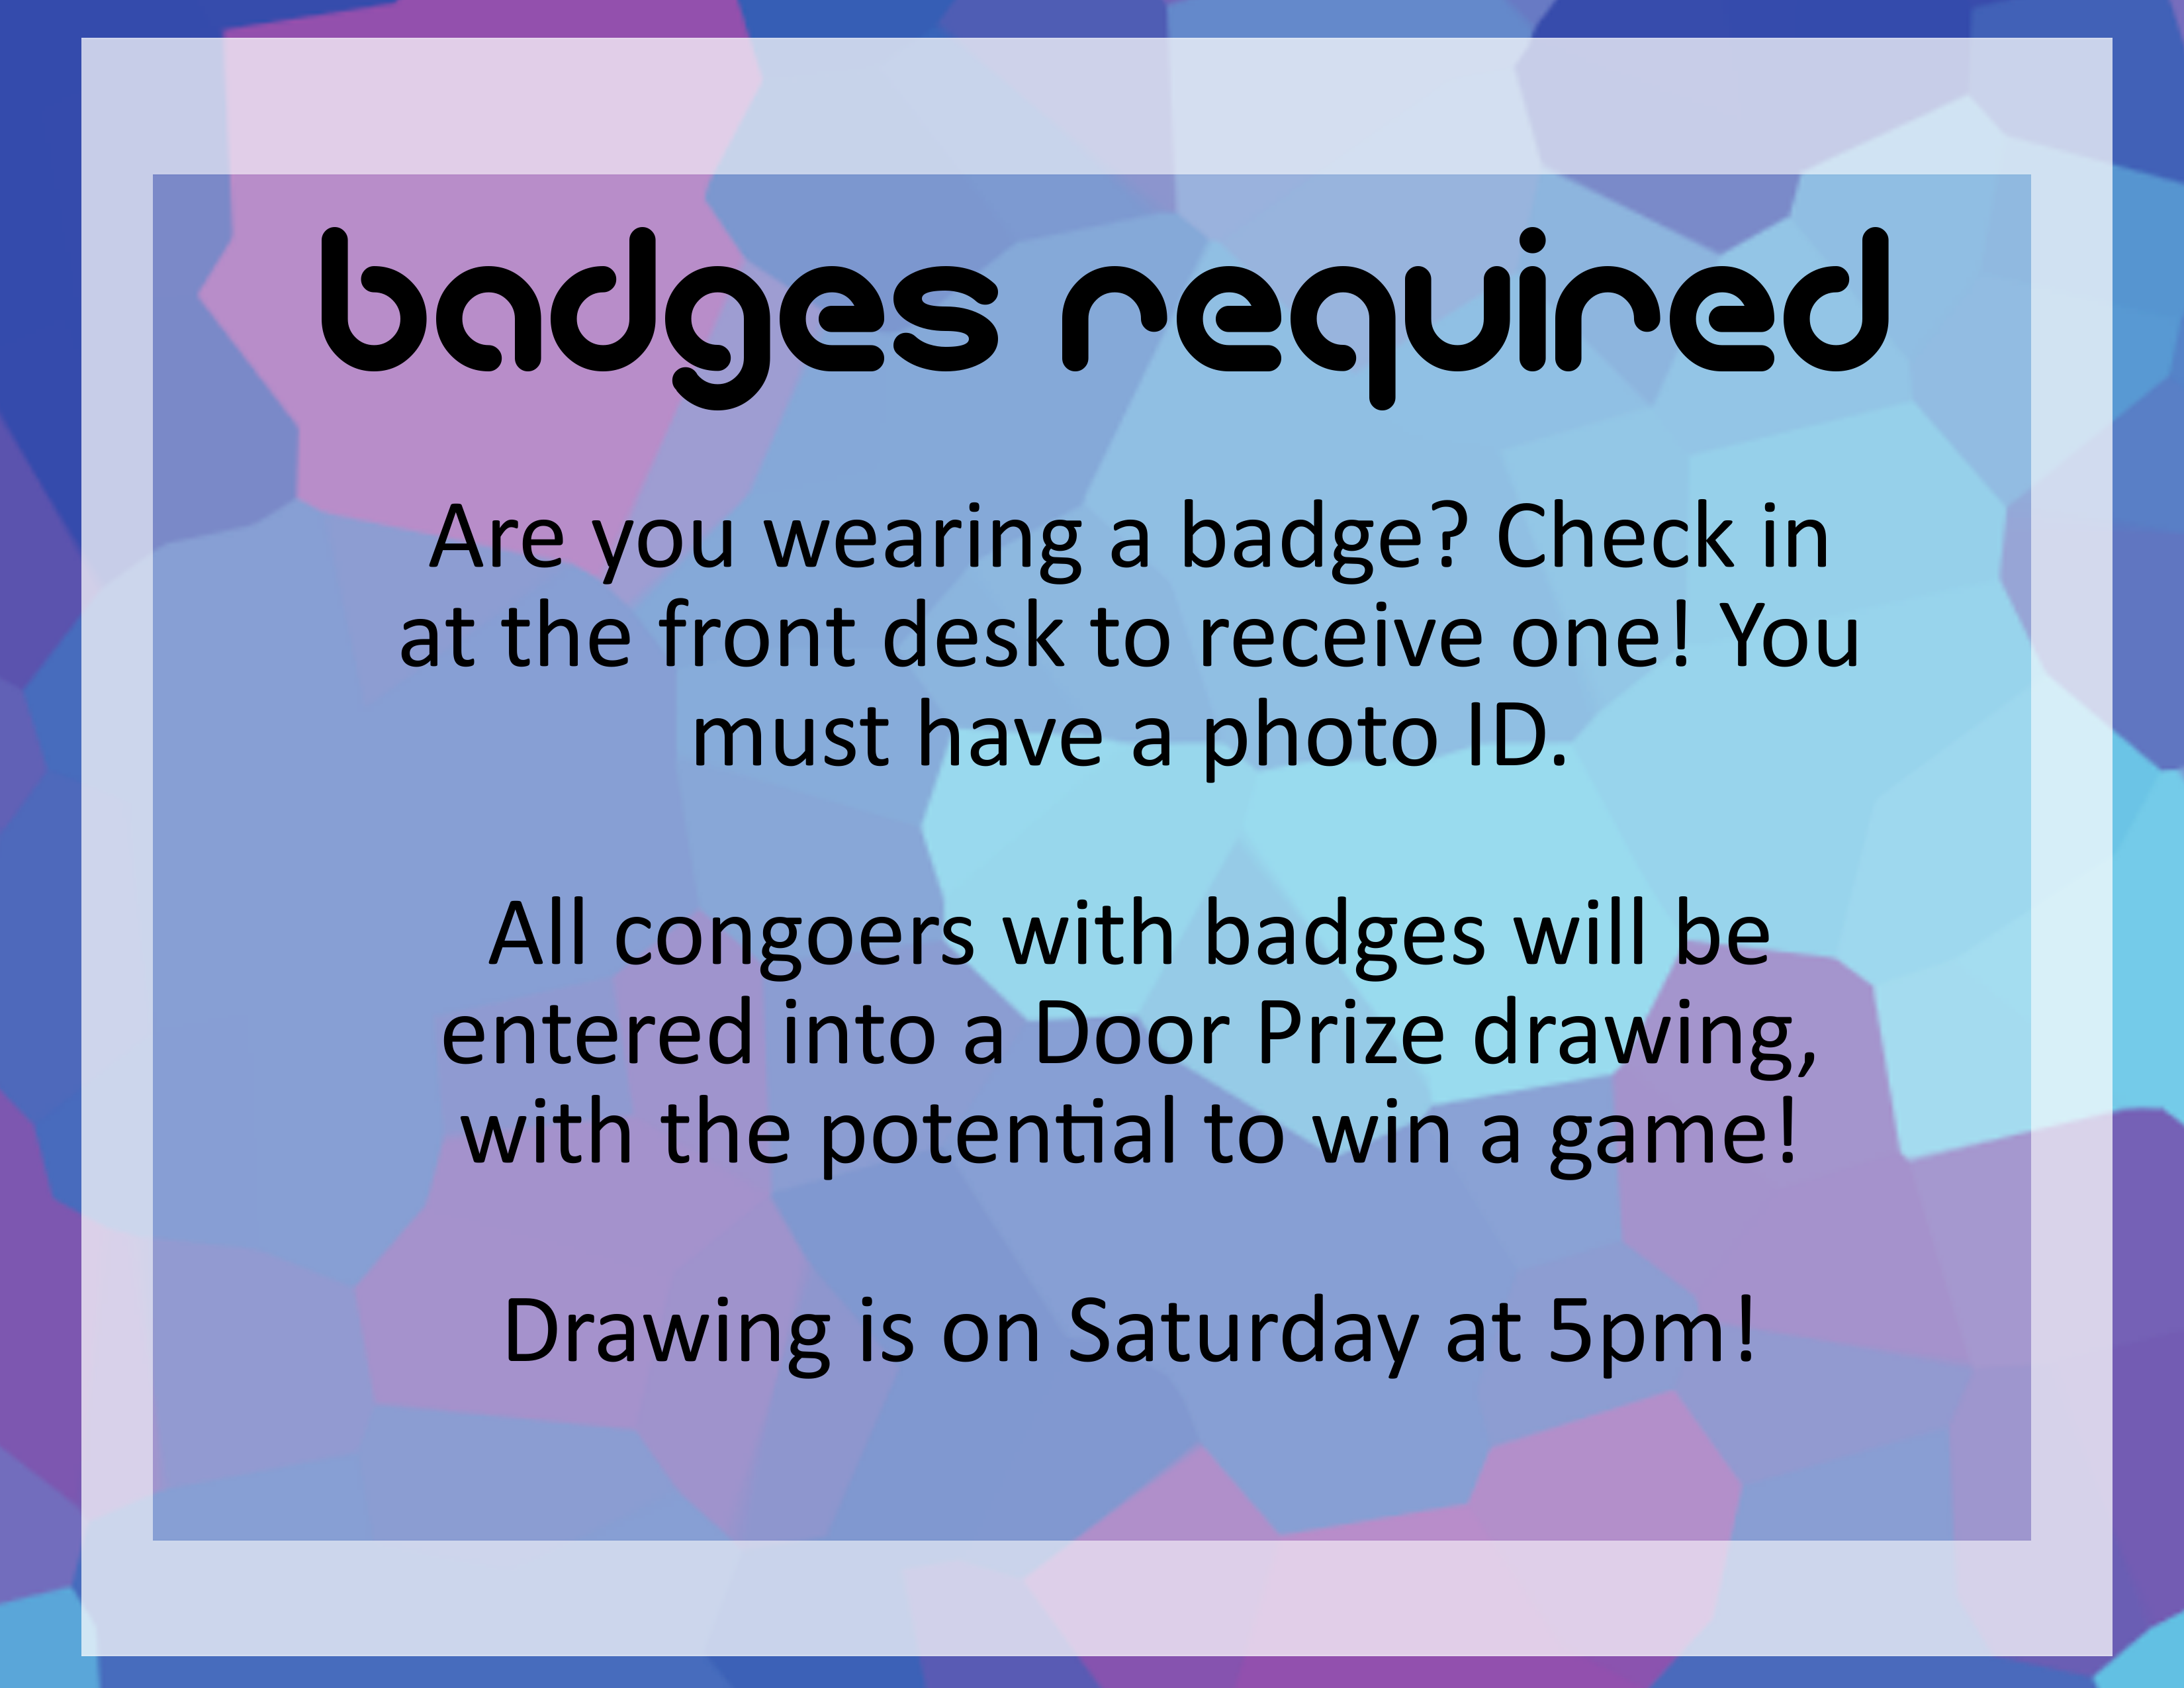 badges required
Are you wearing a badge? Check in
at the front desk to receive one! You
must have a photo ID.
All congoers with badges will be
entered into a Door Prize drawing,
with the potential to win a game!
Drawing is on Saturday at 5pm!